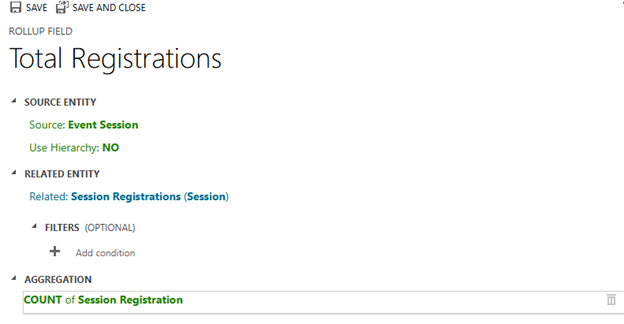 SAVE SAVE AND CLOSE
ROLLUP FIELD
Total Registrations
SOURCE ENTITY
Source: Event Session
Use Hierarchy: NO
RELATED ENTITY
Related: Session Registrations (Session)
FILTERS (OPTIONAL)
Add condition
AGGREGATION
COUNT of Session Registration